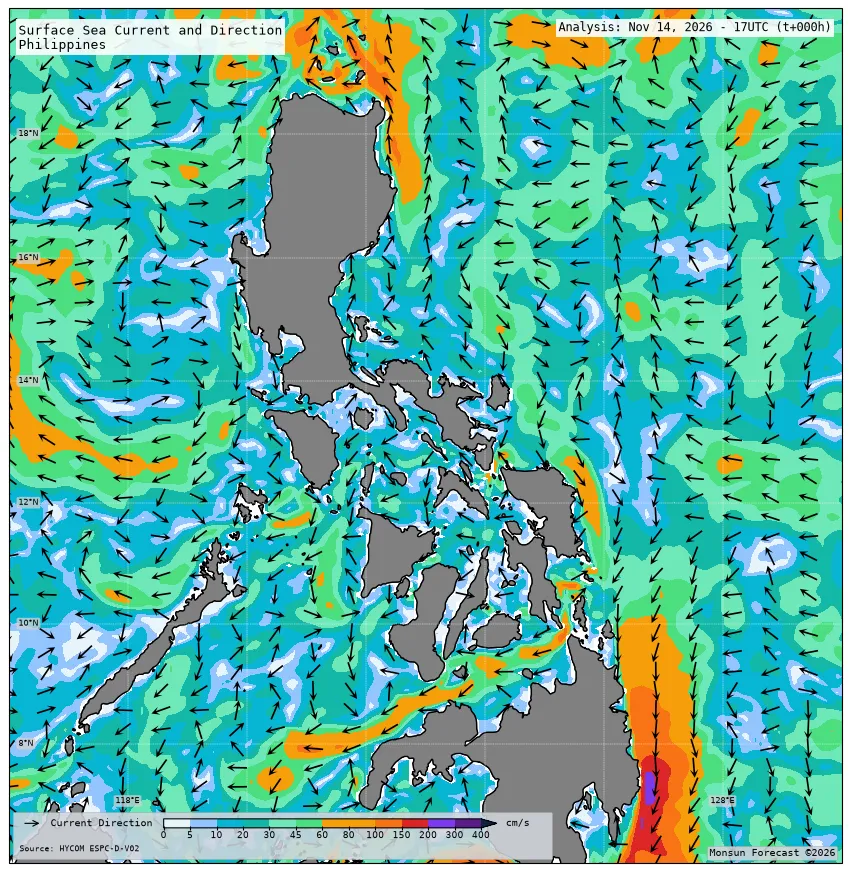 Surface Sea Current and Direction
Philippines
Analysis: Nov 14, 2026 - 17UTC (t+000h)
18°N
16°N
14°N
12°N
10°N
8°N
118°E
128°E
Current Direction
cm/s
0 5 10 20 30 45 60 80 100 150 200 300 400
Source: HYCOM ESPC-D-V02
Monsun Forecast ©2026